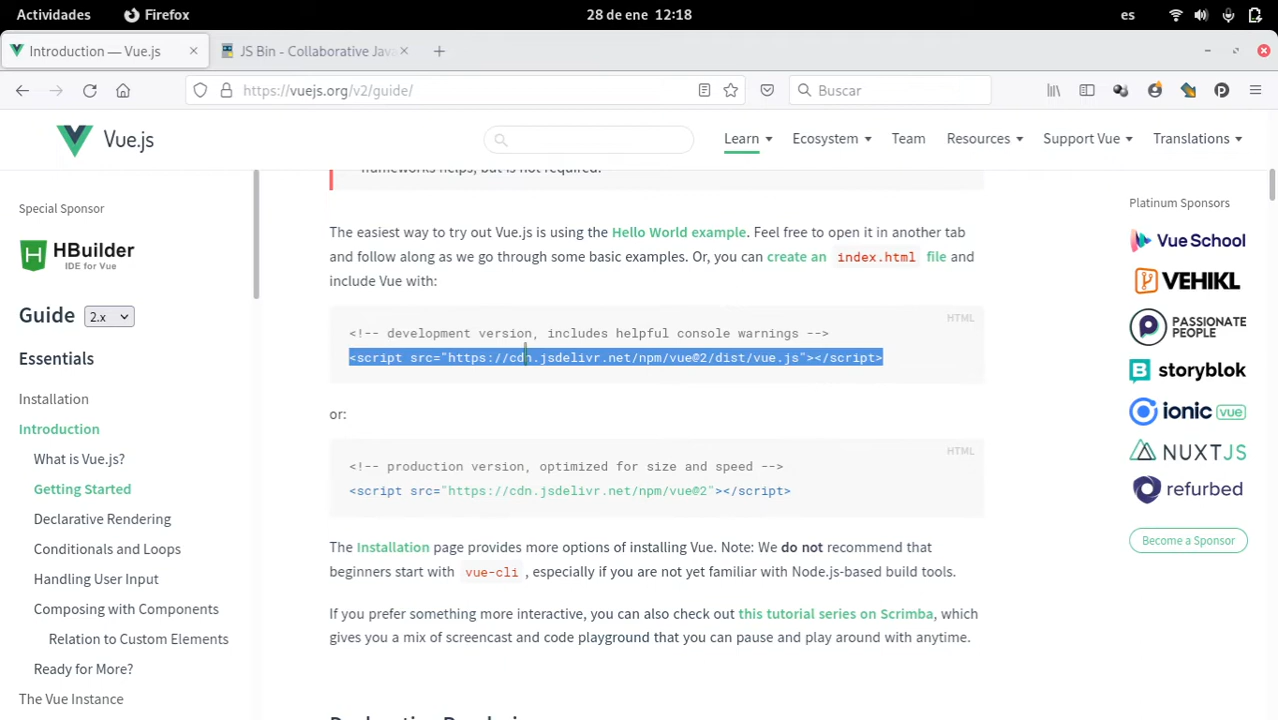 Actividades
Firefox
28 de ene 12:18
es
Introduction — Vue.js
JS Bin - Collaborative Java
https://vuejs.org/v2/guide/
Buscar
Vue.js
Learn
Ecosystem
Team
Resources
Support Vue
Translations
Special Sponsor
HBuilder
IDE for Vue
Guide 2.x
Essentials
Installation
Introduction
What is Vue.js?
Getting Started
Declarative Rendering
Conditionals and Loops
Handling User Input
Composing with Components
Relation to Custom Elements
Ready for More?
The Vue Instance
frameworks helps, but is not required.
The easiest way to try out Vue.js is using the Hello World example. Feel free to open it in another tab
and follow along as we go through some basic examples. Or, you can create an index.html file and
include Vue with:
HTML
<!-- development version, includes helpful console warnings -->
<script src="https://cdn.jsdelivr.net/npm/vue@2/dist/vue.js"></script>
or:
HTML
<!-- production version, optimized for size and speed -->
<script src="https://cdn.jsdelivr.net/npm/vue@2"></script>
The Installation page provides more options of installing Vue. Note: We do not recommend that
beginners start with vue-cli , especially if you are not yet familiar with Node.js-based build tools.
If you prefer something more interactive, you can also check out this tutorial series on Scrimba, which
gives you a mix of screencast and code playground that you can pause and play around with anytime.
Declarative Rendering
Platinum Sponsors
Vue School
VEHIKL
PASSIONATE
PEOPLE
storyblok
ionic vue
NUXTJS
refurbed
Become a Sponsor